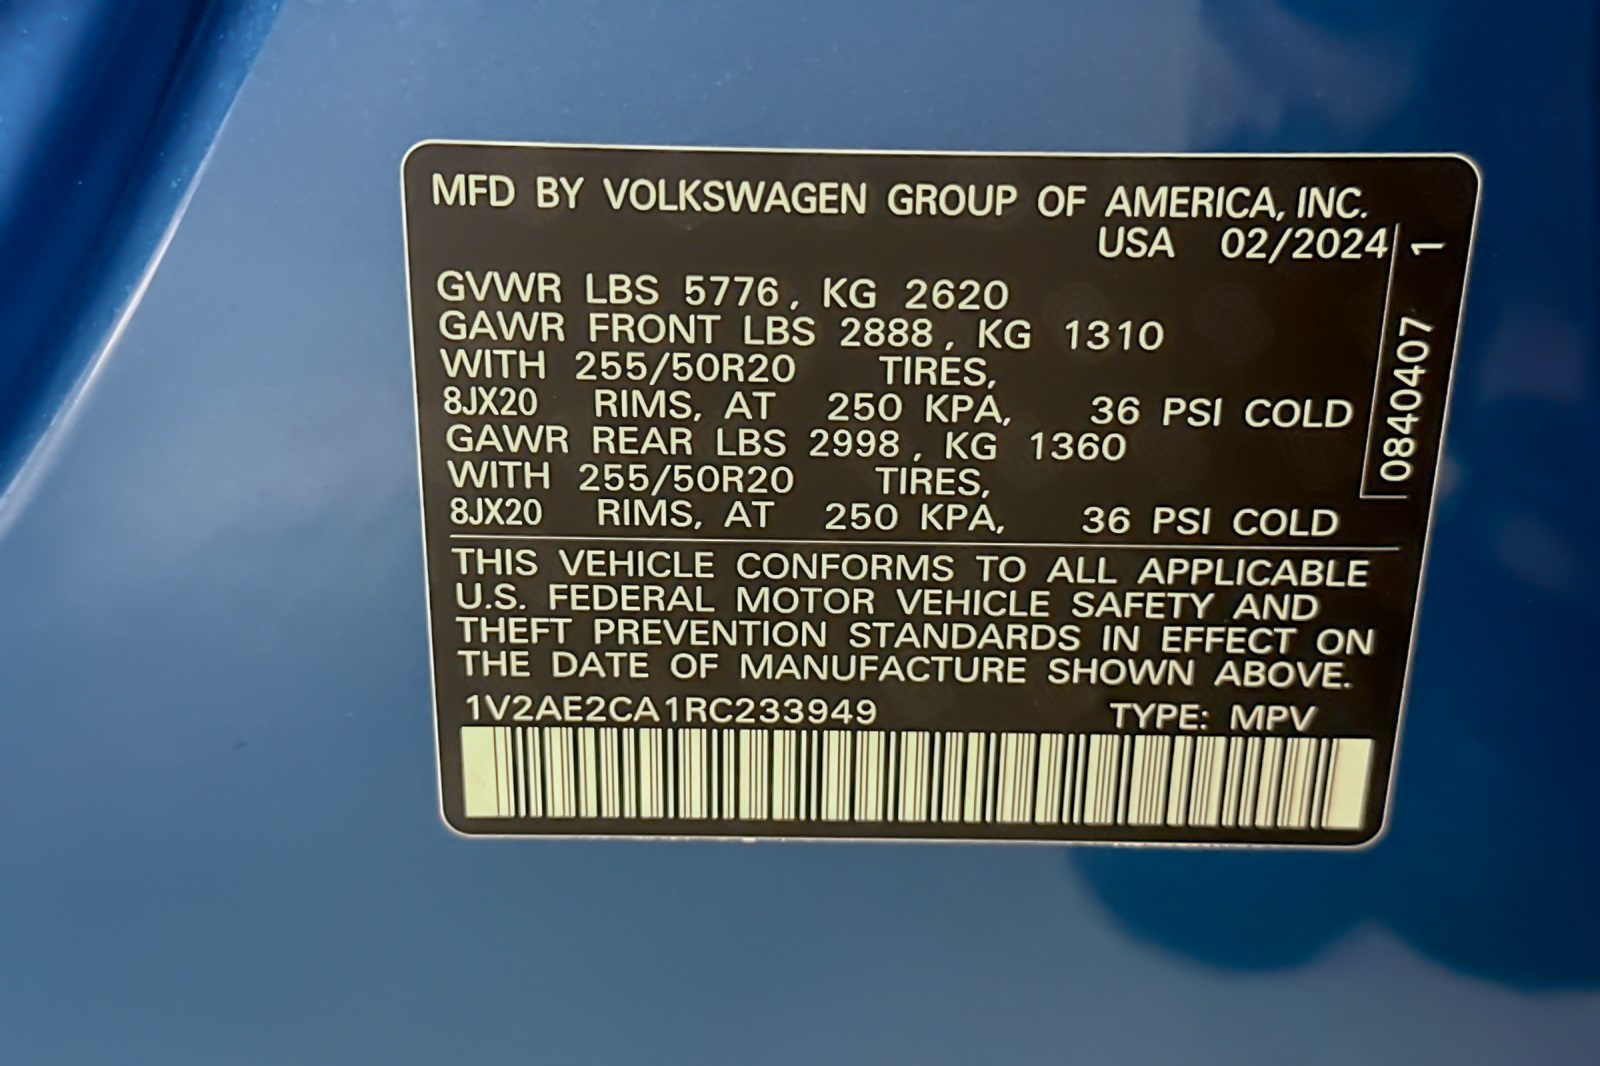 MFD BY VOLKSWAGEN GROUP OF AMERICA, INC.
USA 02/2024
GVWR LBS 5776, KG 2620
GAWR FRONT LBS 2888, KG 1310
WITH 255/50R20 TIRES,
8JX20 RIMS, AT 250 KPA, 36 PSI COLD
GAWR REAR LBS 2998, KG 1360
WITH 255/50R20 TIRES,
8JX20 RIMS, AT 250 KPA, 36 PSI COLD
0840407 1
THIS VEHICLE CONFORMS TO ALL APPLICABLE
U.S. FEDERAL MOTOR VEHICLE SAFETY AND
THEFT PREVENTION STANDARDS IN EFFECT ON
THE DATE OF MANUFACTURE SHOWN ABOVE.
1V2AE2CA1RC233949 TYPE: MPV